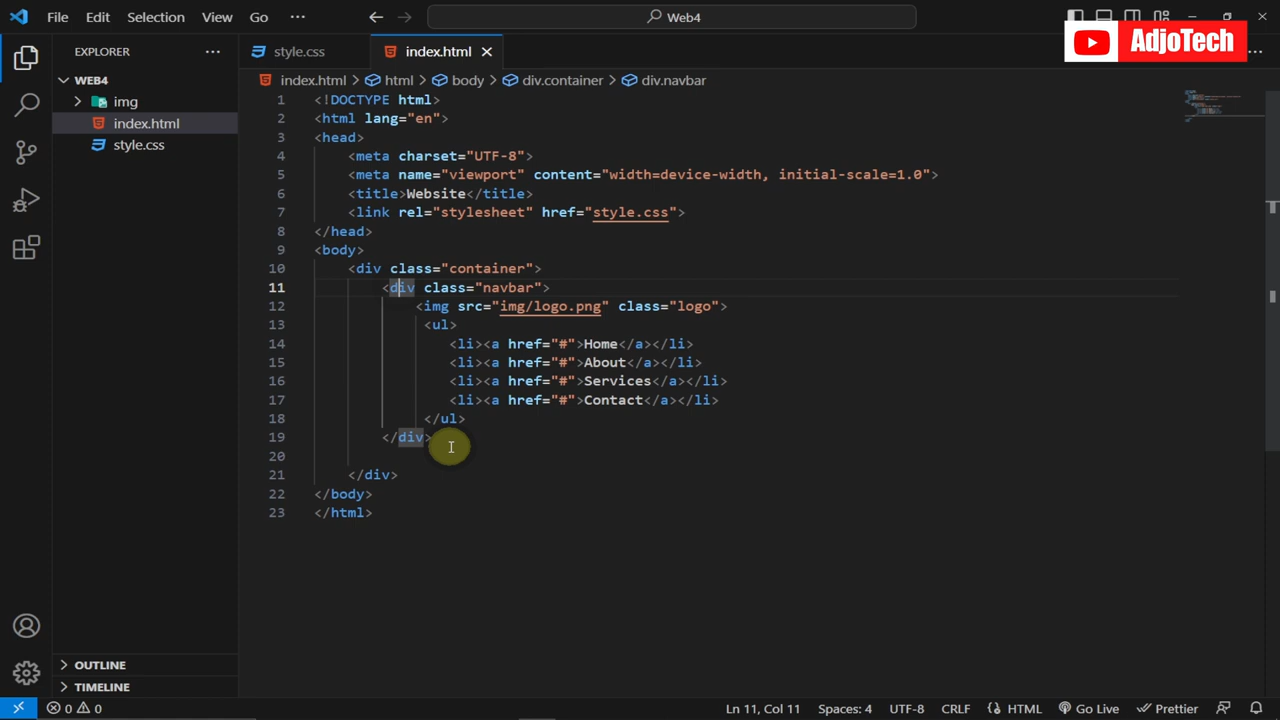 File Edit Selection View Go ··· Web4
AdjoTech
EXPLORER ···
style.css
index.html
WEB4
img
index.html
style.css
index.html > html > body > div.container > div.navbar
1 <!DOCTYPE html>
2 <html lang="en">
3 <head>
4 <meta charset="UTF-8">
5 <meta name="viewport" content="width=device-width, initial-scale=1.0">
6 <title>Website</title>
7 <link rel="stylesheet" href="style.css">
8 </head>
9 <body>
10 <div class="container">
11 <div class="navbar">
12 <img src="img/logo.png" class="logo">
13 <ul>
14 <li><a href="#">Home</a></li>
15 <li><a href="#">About</a></li>
16 <li><a href="#">Services</a></li>
17 <li><a href="#">Contact</a></li>
18 </ul>
19 </div>
20
21 </div>
22 </body>
23 </html>
OUTLINE
TIMELINE
0 0 Ln 11, Col 11 Spaces: 4 UTF-8 CRLF HTML Go Live Prettier